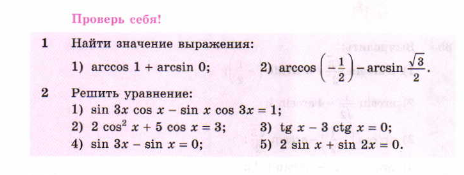 Проверь себя!
1 Найти значение выражения:
1) arccos 1 + arcsin 0; 2) arccos (−1/2) − arcsin √3/2.
2 Решить уравнение:
1) sin 3x cos x − sin x cos 3x = 1;
2) 2 cos² x + 5 cos x = 3; 3) tg x − 3 ctg x = 0;
4) sin 3x − sin x = 0; 5) 2 sin x + sin 2x = 0.